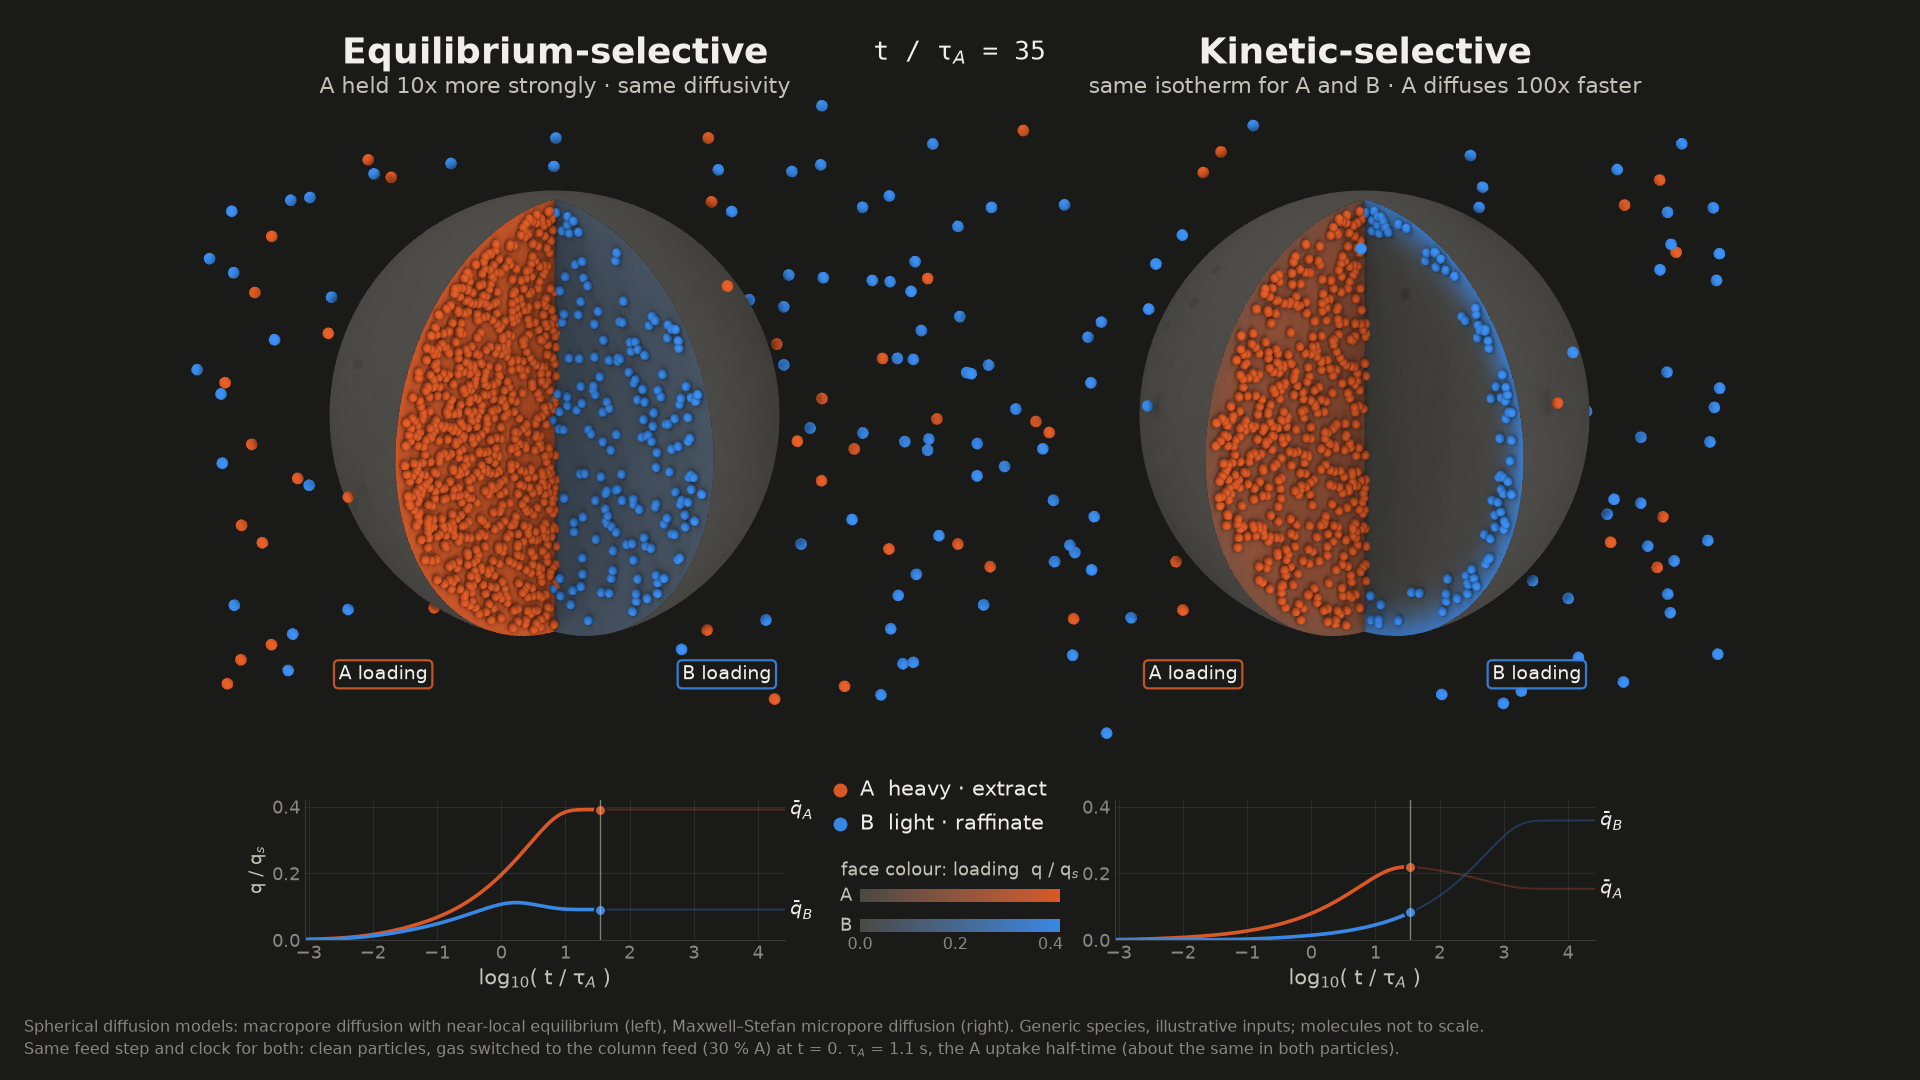 Equilibrium-selective
A held 10x more strongly · same diffusivity
t / τA = 35
Kinetic-selective
same isotherm for A and B · A diffuses 100x faster
A loading
B loading
A loading
B loading
q / qs
0.4
0.2
0.0
−3 −2 −1 0 1 2 3 4
log10( t / τA )
q̄A
q̄B
A heavy · extract
B light · raffinate
face colour: loading q / qs
A
B
0.0 0.2 0.4
0.4
0.2
0.0
−3 −2 −1 0 1 2 3 4
log10( t / τA )
q̄B
q̄A
Spherical diffusion models: macropore diffusion with near-local equilibrium (left), Maxwell–Stefan micropore diffusion (right). Generic species, illustrative inputs; molecules not to scale.
Same feed step and clock for both: clean particles, gas switched to the column feed (30 % A) at t = 0. τA = 1.1 s, the A uptake half-time (about the same in both particles).